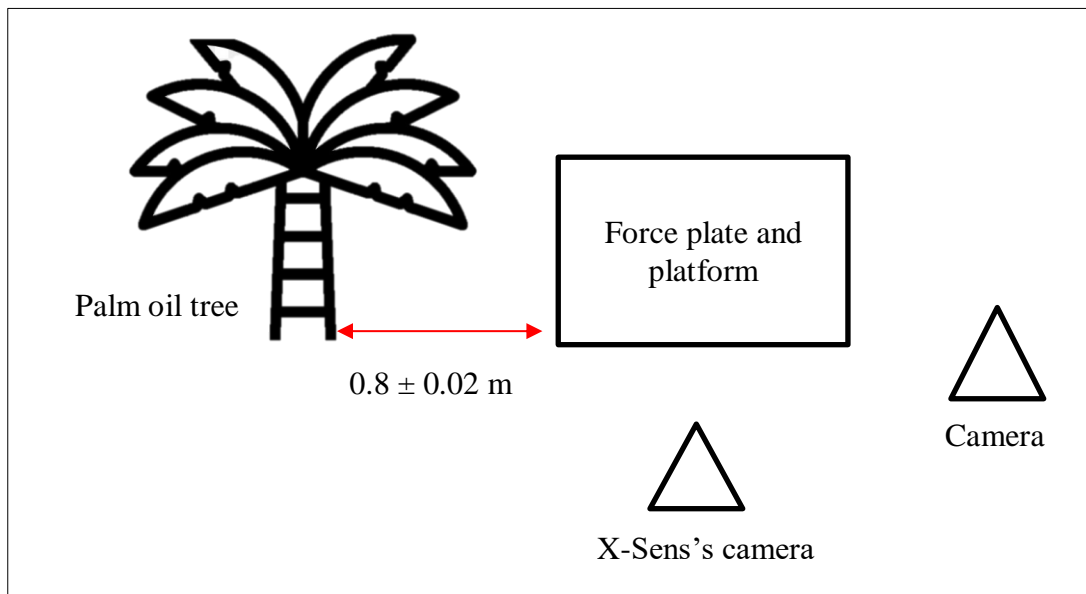 Force plate and
platform
Palm oil tree
0.8 ± 0.02 m
Camera
X-Sens's camera